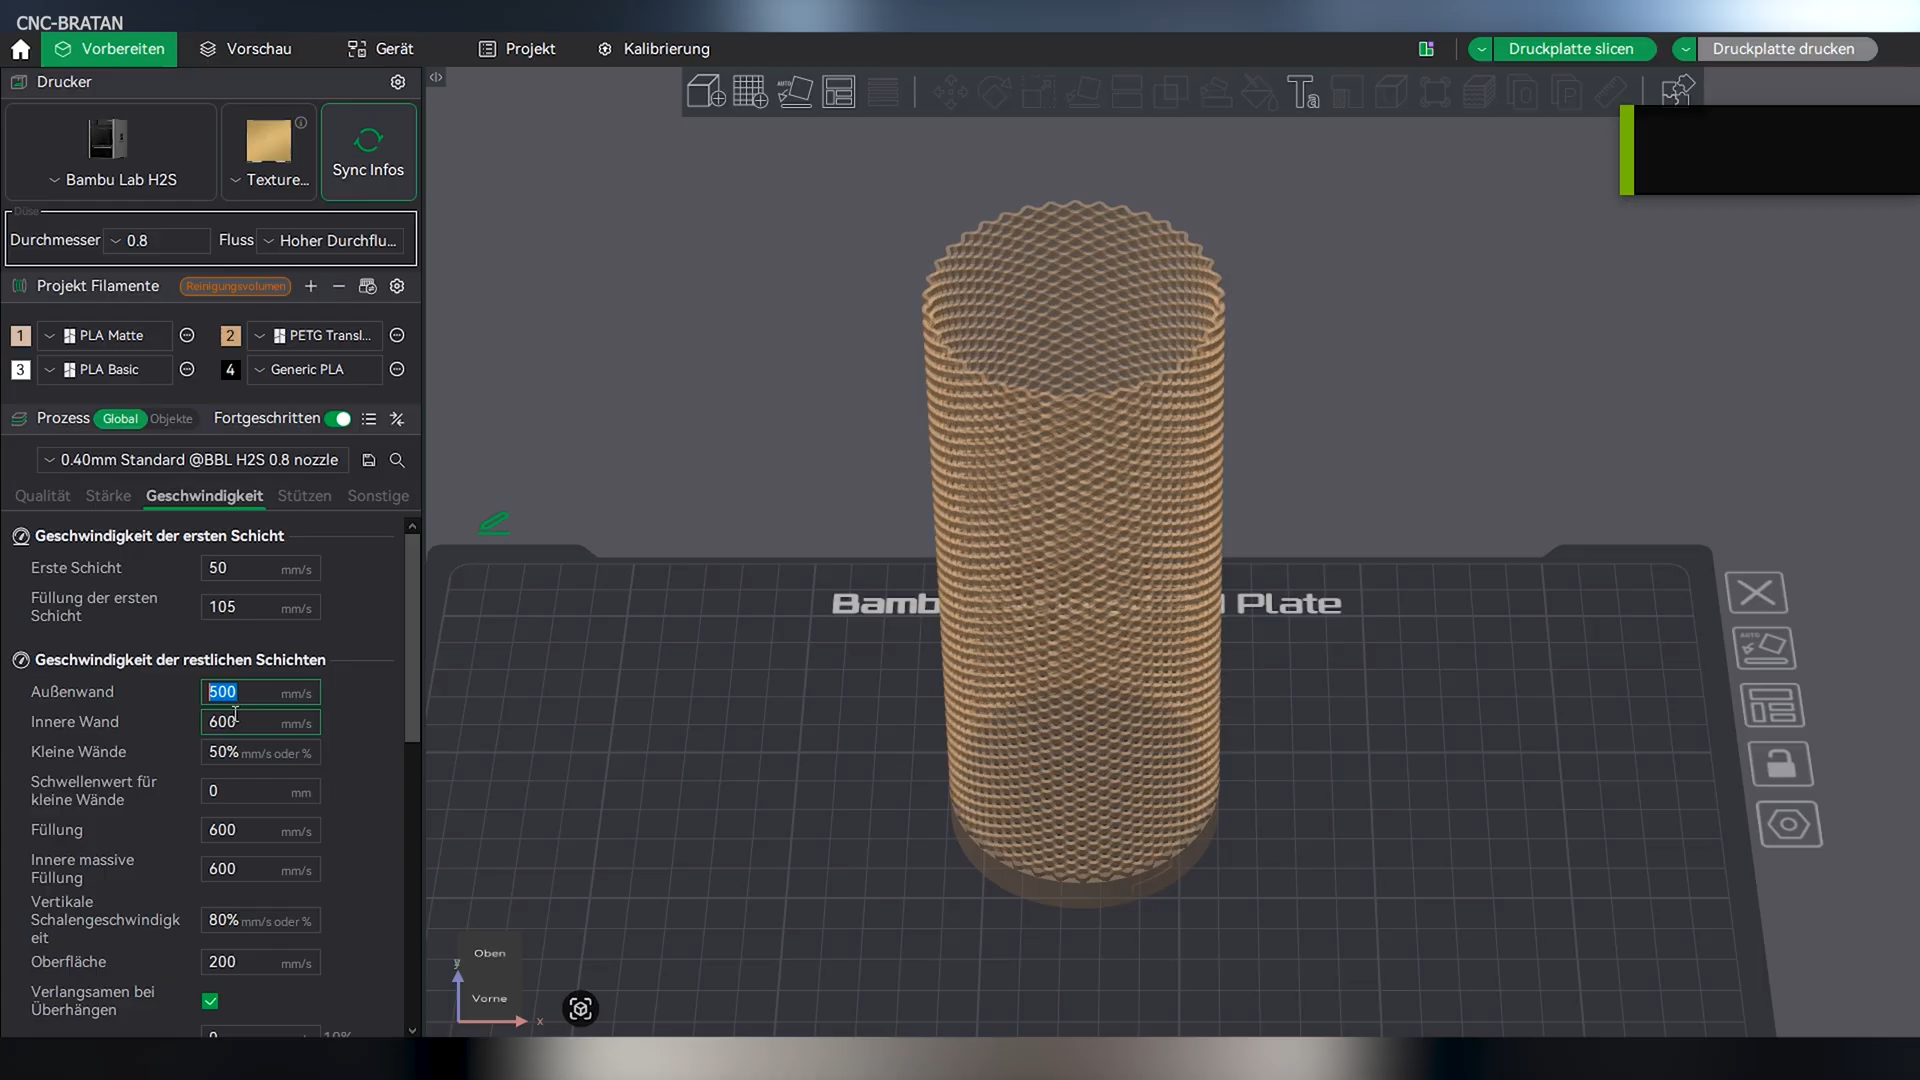 CNC-BRATAN
Vorbereiten
Vorschau
Gerät
Projekt
Kalibrierung
Druckplatte slicen
Druckplatte drucken
Drucker
Bambu Lab H2S
Texture...
Sync Infos
Düse
Durchmesser
0.8
Fluss
Hoher Durchflu...
Projekt Filamente
Reinigungsvolumen
1
PLA Matte
2
PETG Transl...
3
PLA Basic
4
Generic PLA
Prozess
Global
Objekte
Fortgeschritten
0.40mm Standard @BBL H2S 0.8 nozzle
Qualität
Stärke
Geschwindigkeit
Stützen
Sonstige
Geschwindigkeit der ersten Schicht
Erste Schicht
50 mm/s
Füllung der ersten
Schicht
105 mm/s
Geschwindigkeit der restlichen Schichten
Außenwand
500 mm/s
Innere Wand
600 mm/s
Kleine Wände
50% mm/s oder %
Schwellenwert für
kleine Wände
0 mm
Füllung
600 mm/s
Innere massive
Füllung
600 mm/s
Vertikale
Schalengeschwindigk
eit
80% mm/s oder %
Oberfläche
200 mm/s
Verlangsamen bei
Überhängen
Ta
Bamb
Plate
AUTO
Oben
Vorne
y
x